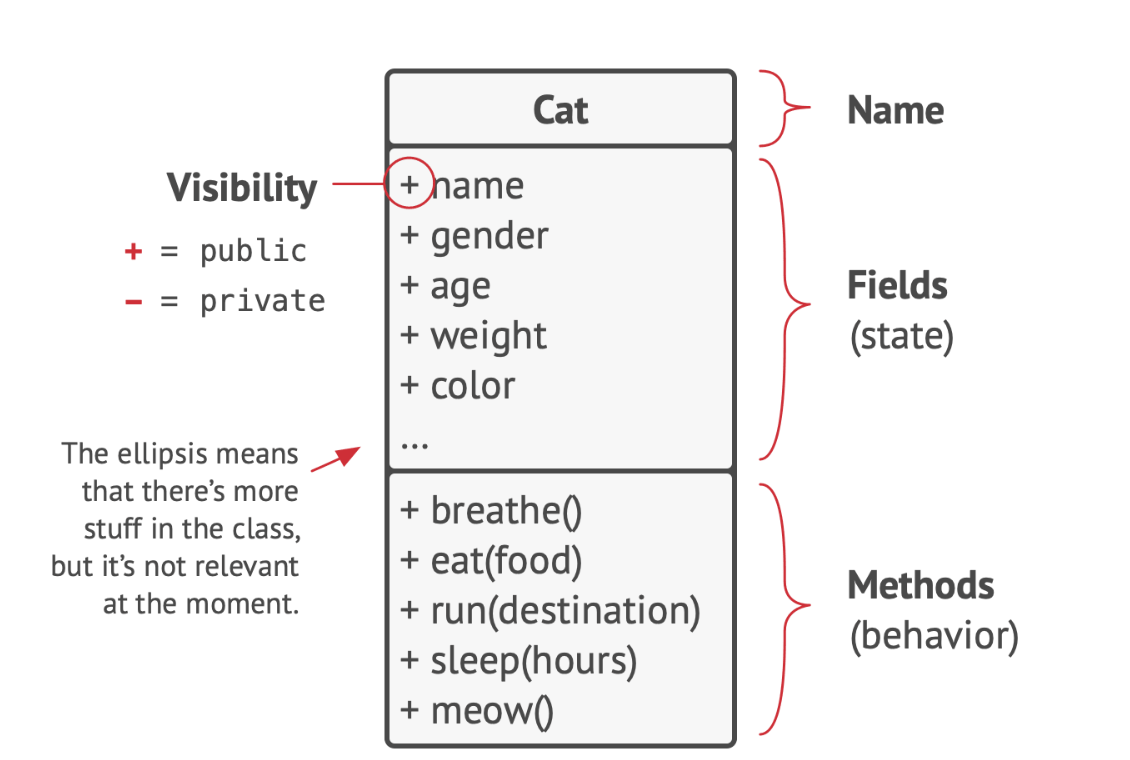 Cat
Name
Visibility
+ = public
− = private
+ name
+ gender
+ age
+ weight
+ color
...
Fields
(state)
The ellipsis means
that there’s more
stuff in the class,
but it’s not relevant
at the moment.
+ breathe()
+ eat(food)
+ run(destination)
+ sleep(hours)
+ meow()
Methods
(behavior)